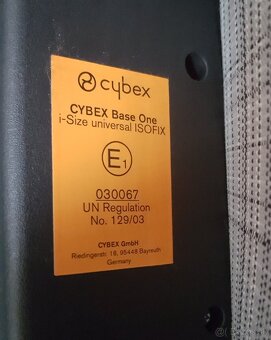 cybex
CYBEX Base One
i-Size universal ISOFIX
E1
030067
UN Regulation
No. 129/03
CYBEX GmbH
Riedingerstr. 18, 95448 Bayreuth
Germany